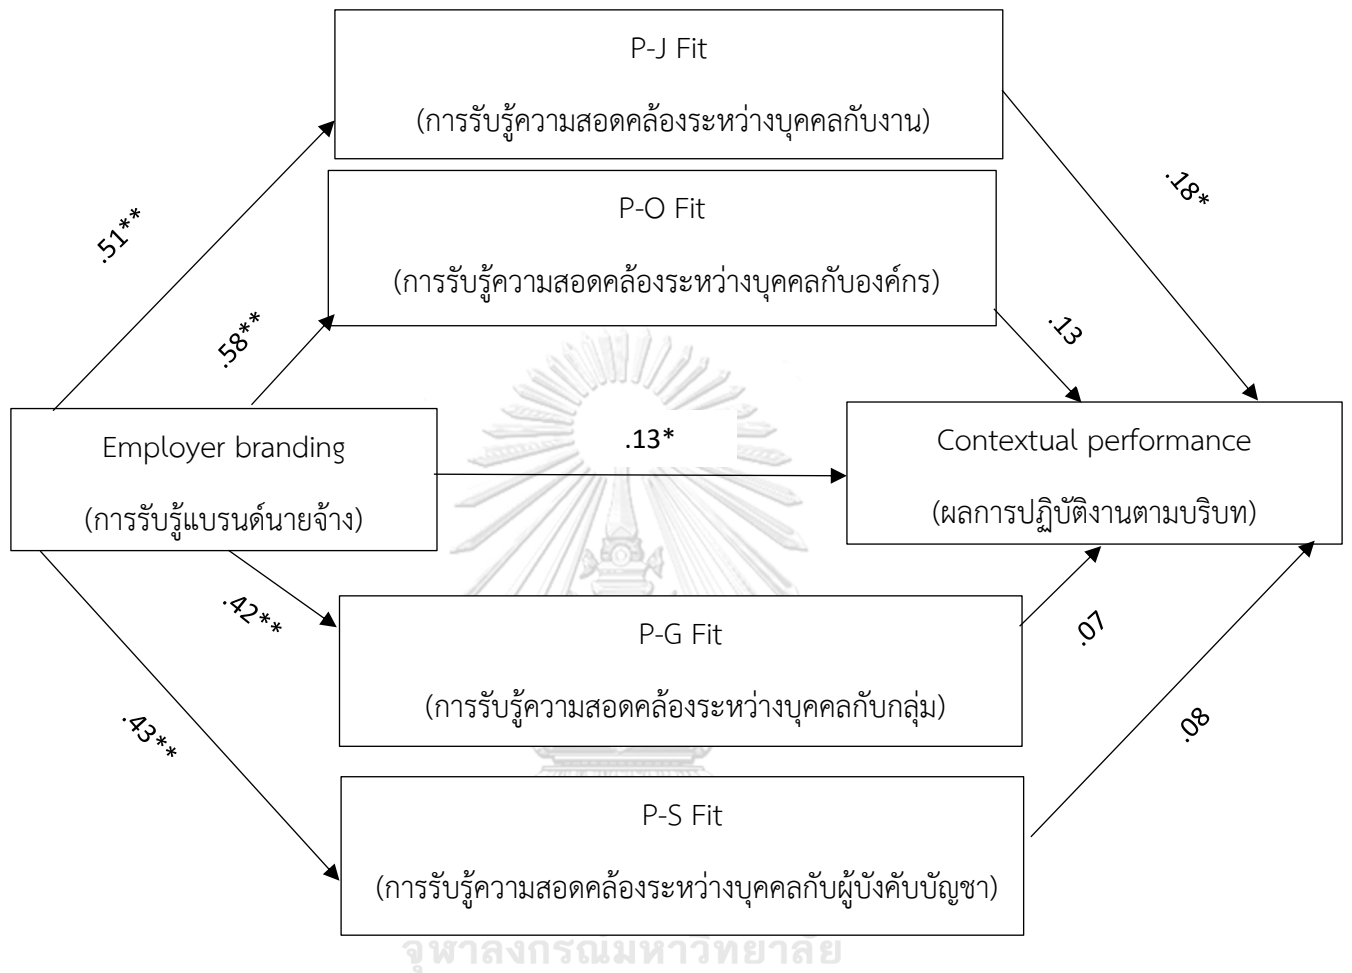 P-J Fit
(การรับรู้ความสอดคล้องระหว่างบุคคลกับงาน)
.51**
.18*
P-O Fit
(การรับรู้ความสอดคล้องระหว่างบุคคลกับองค์กร)
.58**
.13
Employer branding
(การรับรู้แบรนด์นายจ้าง)
.13*
Contextual performance
(ผลการปฏิบัติงานตามบริบท)
.42**
P-G Fit
(การรับรู้ความสอดคล้องระหว่างบุคคลกับกลุ่ม)
.07
.43**
.08
P-S Fit
(การรับรู้ความสอดคล้องระหว่างบุคคลกับผู้บังคับบัญชา)
จุฬาลงกรณ์มหาวิทยาลัย